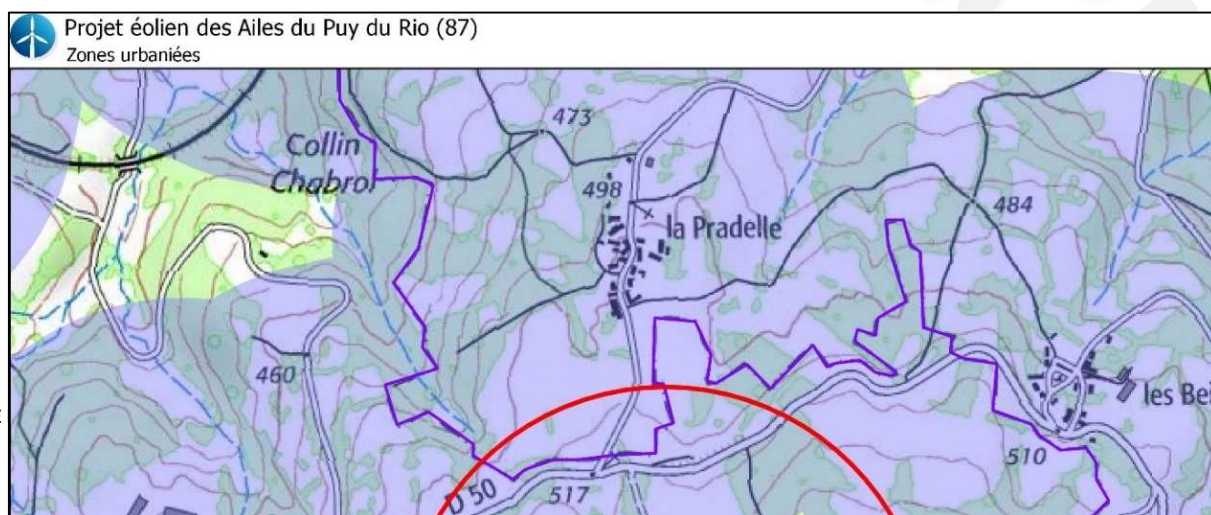 Projet éolien des Ailes du Puy du Rio (87)
Zones urbaniées
473
Collin
Chabrol
498
484
la Pradelle
460
les Bei
510
D 50
517